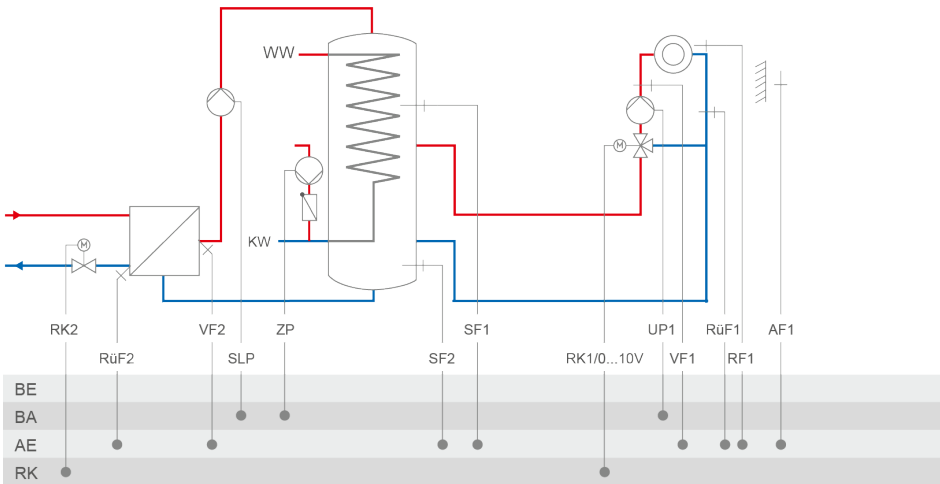 WW
M
KW
M
RK2
VF2
ZP
SF1
UP1
RüF1
AF1
RüF2
SLP
SF2
RK1/0...10V
VF1
RF1
BE
BA
AE
RK